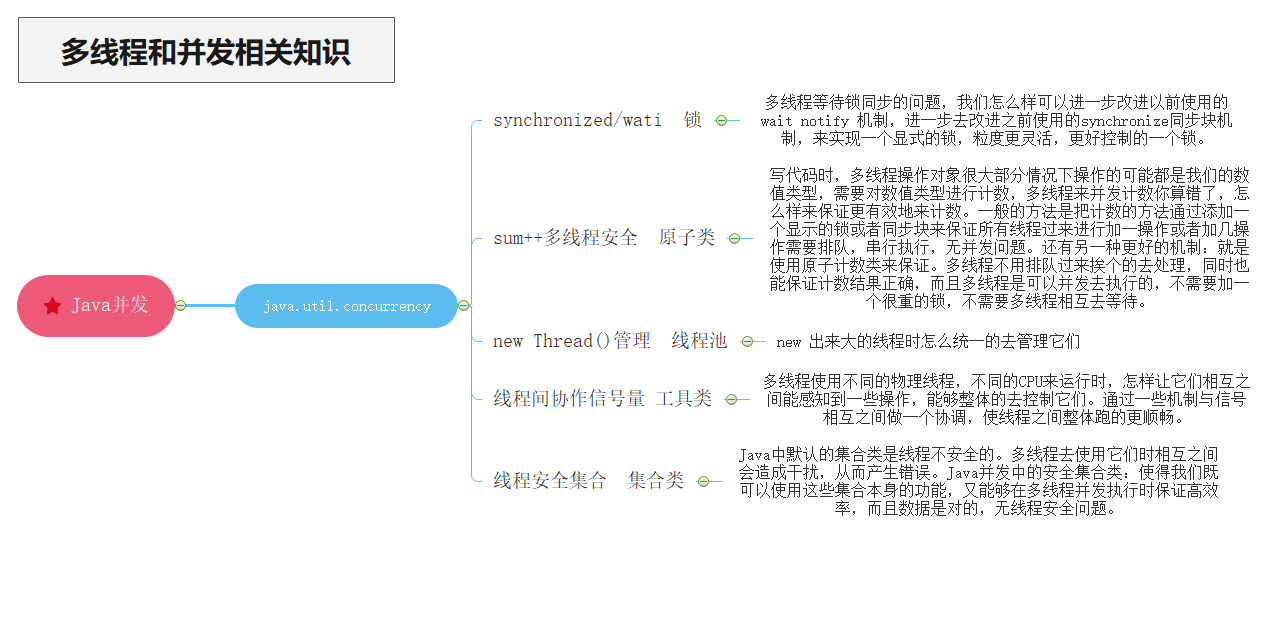 多线程和并发相关知识
Java并发
java.util.concurrency
synchronized/wati 锁
多线程等待锁同步的问题，我们怎么样可以进一步改进以前使用的
wait notify 机制，进一步去改进之前使用的synchronize同步块机
制，来实现一个显式的锁，粒度更灵活，更好控制的一个锁。
sum++多线程安全 原子类
写代码时，多线程操作对象很大部分情况下操作的可能都是我们的数
值类型，需要对数值类型进行计数，多线程来并发计数你算错了，怎
么样来保证更有效地来计数。一般的方法是把计数的方法通过添加一
个显示的锁或者同步块来保证所有线程过来进行加一操作或者加几操
作需要排队，串行执行，无并发问题。还有另一种更好的机制：就是
使用原子计数类来保证。多线程不用排队过来挨个的去处理，同时也
能保证计数结果正确，而且多线程是可以并发去执行的，不需要加一
个很重的锁，不需要多线程相互去等待。
new Thread()管理 线程池
new 出来大的线程时怎么统一的去管理它们
线程间协作信号量 工具类
多线程使用不同的物理线程，不同的CPU来运行时，怎样让它们相互之
间能感知到一些操作，能够整体的去控制它们。通过一些机制与信号
相互之间做一个协调，使线程之间整体跑的更顺畅。
线程安全集合 集合类
Java中默认的集合类是线程不安全的。多线程去使用它们时相互之间
会造成干扰，从而产生错误。Java并发中的安全集合类：使得我们既
可以使用这些集合本身的功能，又能够在多线程并发执行时保证高效
率，而且数据是对的，无线程安全问题。